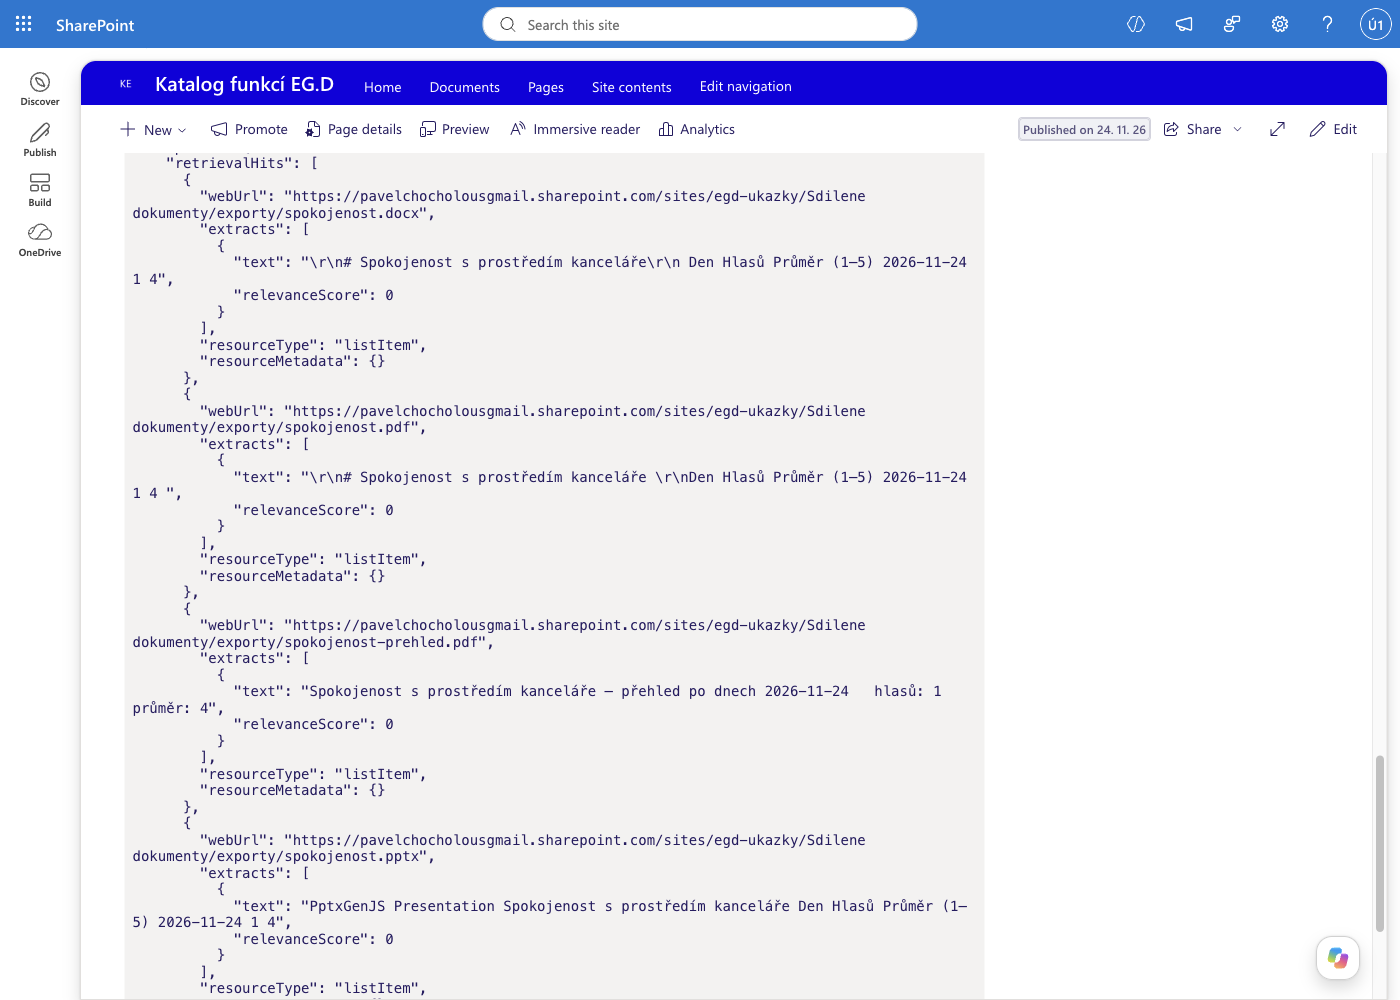 SharePoint
Search this site
Ú1
Discover
Publish
Build
OneDrive
KE
Katalog funkcí EG.D
Home
Documents
Pages
Site contents
Edit navigation
New
Promote
Page details
Preview
Immersive reader
Analytics
Published on 24. 11. 26
Share
Edit
"retrievalHits": [
{
"webUrl": "https://pavelchocholousgmail.sharepoint.com/sites/egd-ukazky/Sdilene
dokumenty/exporty/spokojenost.docx",
"extracts": [
{
"text": "\r\n# Spokojenost s prostředím kanceláře\r\n Den Hlasů Průměr (1–5) 2026-11-24
1 4",
"relevanceScore": 0
}
],
"resourceType": "listItem",
"resourceMetadata": {}
},
{
"webUrl": "https://pavelchocholousgmail.sharepoint.com/sites/egd-ukazky/Sdilene
dokumenty/exporty/spokojenost.pdf",
"extracts": [
{
"text": "\r\n# Spokojenost s prostředím kanceláře \r\nDen Hlasů Průměr (1–5) 2026-11-24
1 4 ",
"relevanceScore": 0
}
],
"resourceType": "listItem",
"resourceMetadata": {}
},
{
"webUrl": "https://pavelchocholousgmail.sharepoint.com/sites/egd-ukazky/Sdilene
dokumenty/exporty/spokojenost-prehled.pdf",
"extracts": [
{
"text": "Spokojenost s prostředím kanceláře – přehled po dnech 2026-11-24   hlasů: 1
průměr: 4",
"relevanceScore": 0
}
],
"resourceType": "listItem",
"resourceMetadata": {}
},
{
"webUrl": "https://pavelchocholousgmail.sharepoint.com/sites/egd-ukazky/Sdilene
dokumenty/exporty/spokojenost.pptx",
"extracts": [
{
"text": "PptxGenJS Presentation Spokojenost s prostředím kanceláře Den Hlasů Průměr (1–
5) 2026-11-24 1 4",
"relevanceScore": 0
}
],
"resourceType": "listItem",